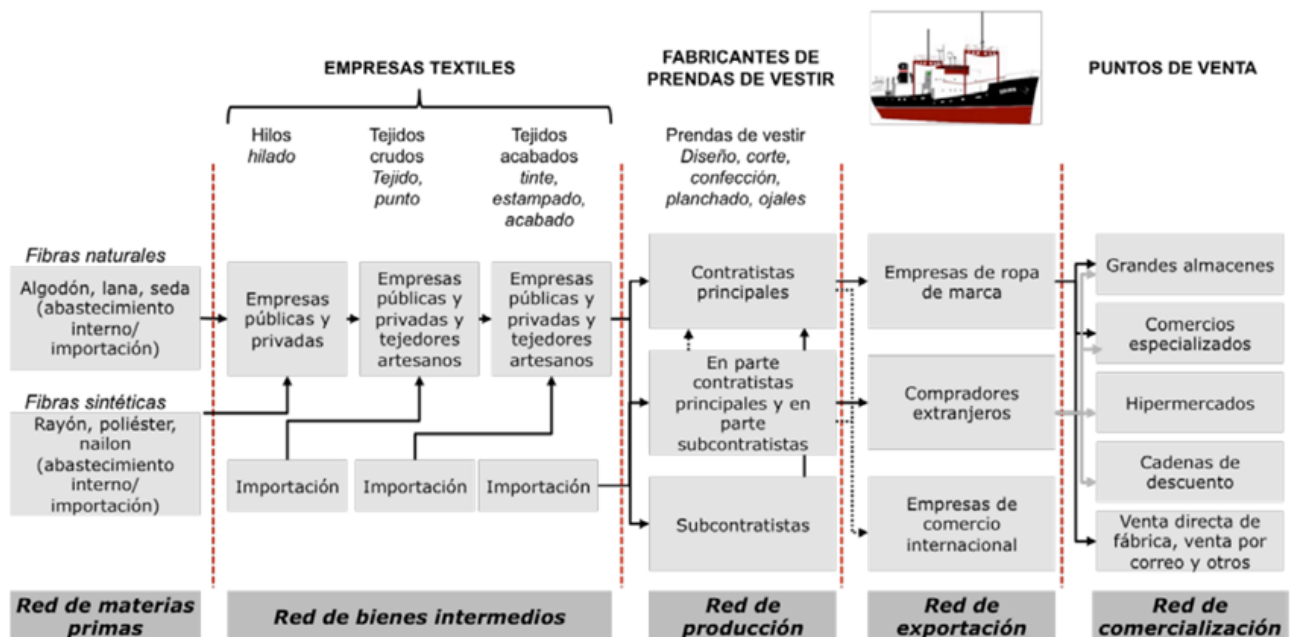 EMPRESAS TEXTILES
FABRICANTES DE
PRENDAS DE VESTIR
PUNTOS DE VENTA
Hilos
hilado
Tejidos
crudos
Tejido,
punto
Tejidos
acabados
tinte,
estampado,
acabado
Prendas de vestir
Diseño, corte,
confección,
planchado, ojales
Fibras naturales
Algodón, lana, seda
(abastecimiento
interno/
importación)
Fibras sintéticas
Rayón, poliéster,
nailon
(abastecimiento
interno/
importación)
Empresas
públicas y
privadas
Empresas
públicas y
privadas y
tejedores
artesanos
Empresas
públicas y
privadas y
tejedores
artesanos
Importación
Importación
Importación
Contratistas
principales
En parte
contratistas
principales y en
parte
subcontratistas
Subcontratistas
Empresas de ropa
de marca
Compradores
extranjeros
Empresas de
comercio
internacional
Grandes almacenes
Comercios
especializados
Hipermercados
Cadenas de
descuento
Venta directa de
fábrica, venta por
correo y otros
Red de materias
primas
Red de bienes intermedios
Red de
producción
Red de
exportación
Red de
comercialización